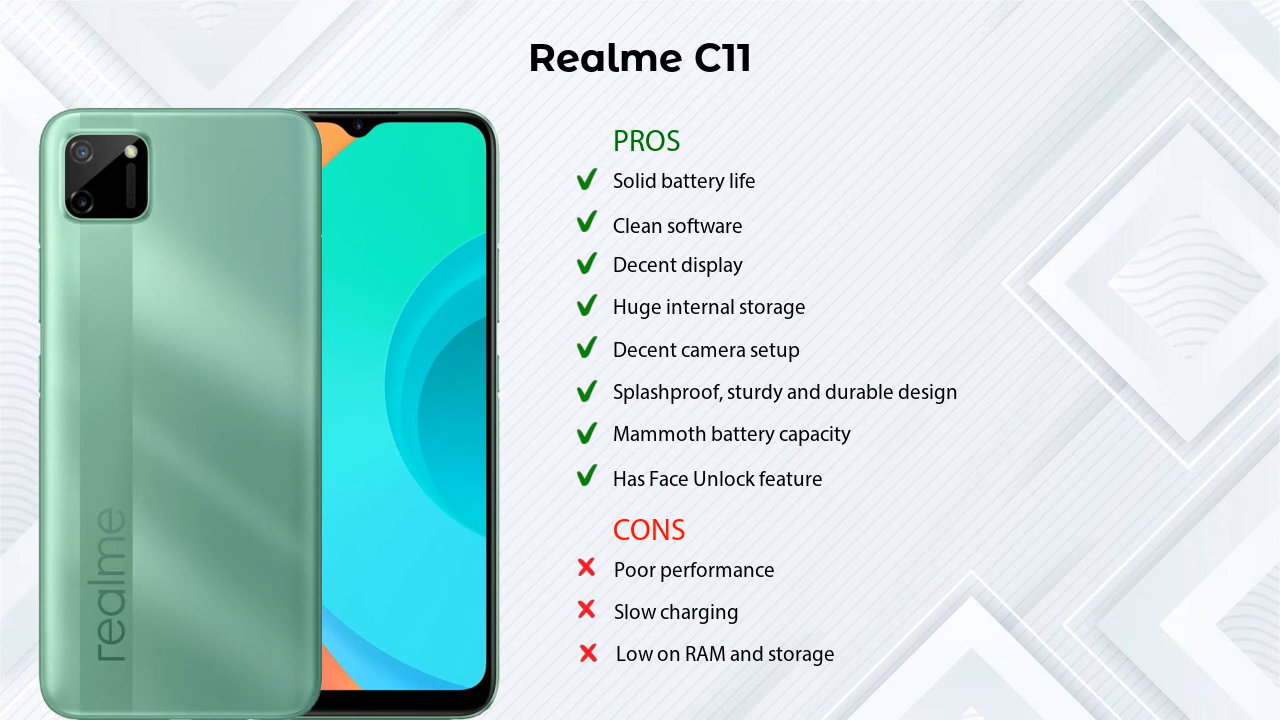 Realme C11
PROS
Solid battery life
Clean software
Decent display
Huge internal storage
Decent camera setup
Splashproof, sturdy and durable design
Mammoth battery capacity
Has Face Unlock feature
CONS
Poor performance
Slow charging
Low on RAM and storage
realme